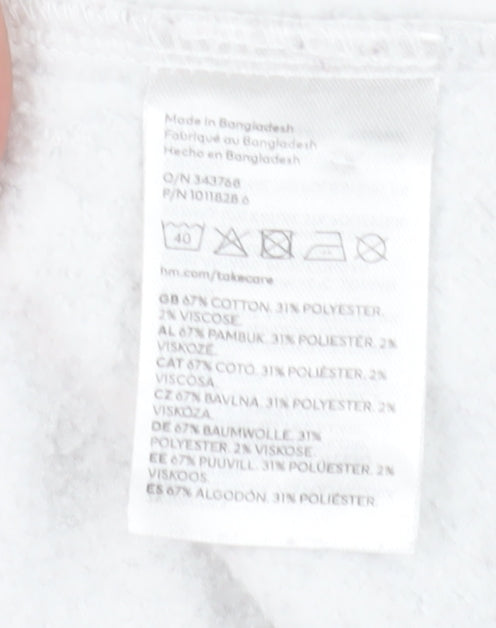 Made in Bangladesh
Fabriqué au Bangladesh
Hecho en Bangladesh
O/N 343768
P/N 1011828.6
40
hm.com/takecare
GB 67% COTTON. 31% POLYESTER.
2% VISCOSE
AL 67% PAMBUK. 31% POLIESTËR. 2%
VISKOZË.
CAT 67% COTÓ. 31% POLIÈSTER. 2%
VISCOSA.
CZ 67% BAVLNA. 31% POLYESTER. 2%
VISKÓZA.
DE 67% BAUMWOLLE. 31%
POLYESTER. 2% VISKOSE.
EE 67% PUUVILL. 31% POLÜESTER. 2%
VISKOOS.
ES 67% ALGODÓN. 31% POLIÉSTER.